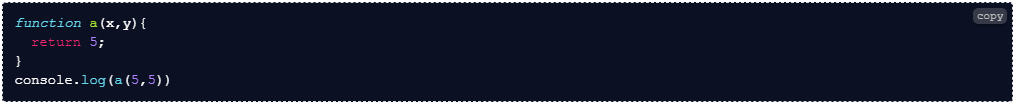 copy
function a(x,y){
  return 5;
}
console.log(a(5,5))